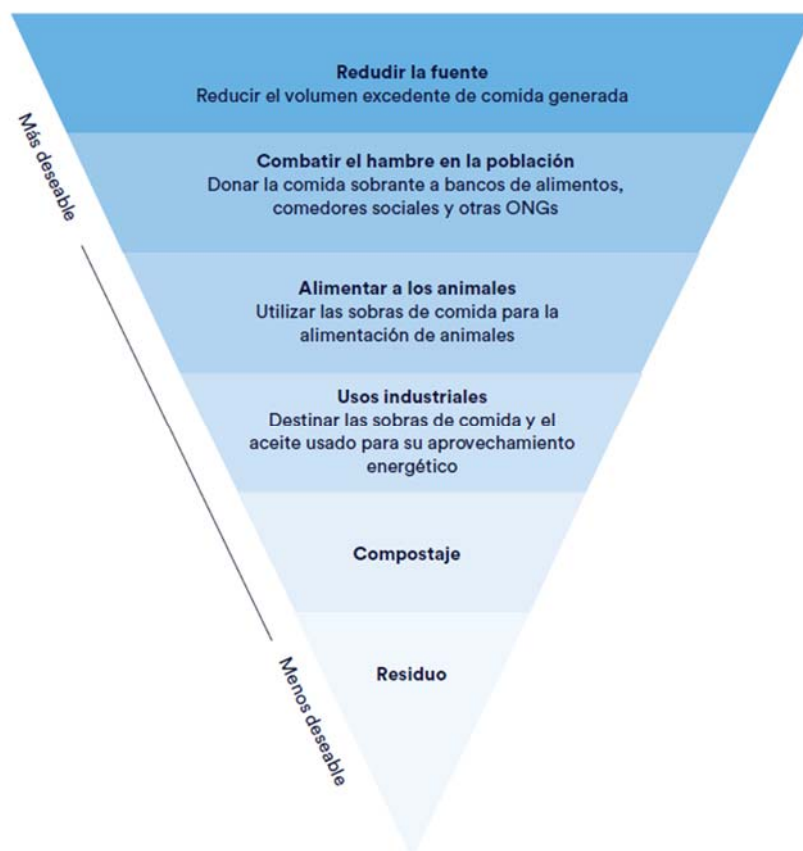 Redudir la fuente
Reducir el volumen excedente de comida generada
Combatir el hambre en la población
Donar la comida sobrante a bancos de alimentos,
comedores sociales y otras ONGs
Alimentar a los animales
Utilizar las sobras de comida para la
alimentación de animales
Usos industriales
Destinar las sobras de comida y el
aceite usado para su aprovechamiento
energético
Compostaje
Residuo
Más deseable
Menos deseable